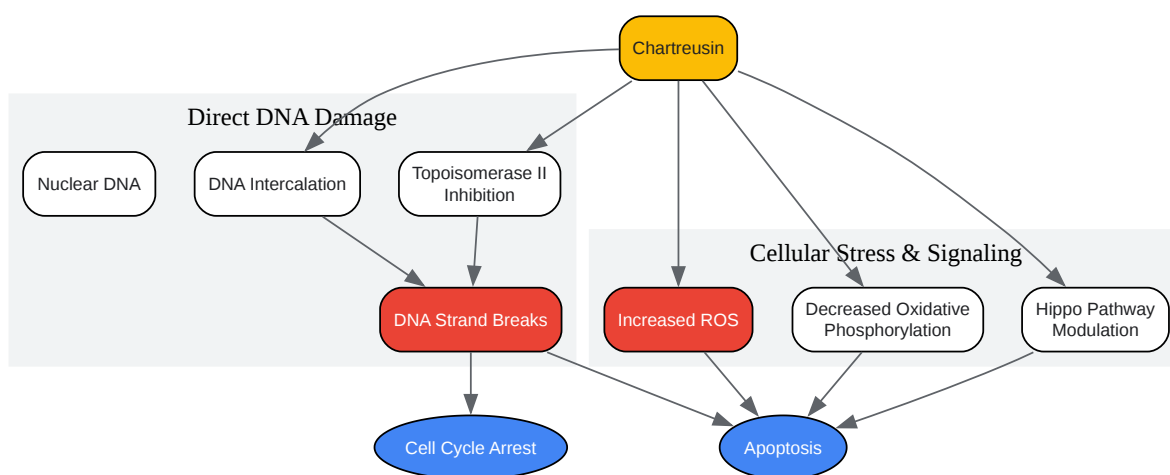 Chartreusin
Direct DNA Damage
Nuclear DNA
DNA Intercalation
Topoisomerase II
Inhibition
Cellular Stress & Signaling
DNA Strand Breaks
Increased ROS
Decreased Oxidative
Phosphorylation
Hippo Pathway
Modulation
Cell Cycle Arrest
Apoptosis